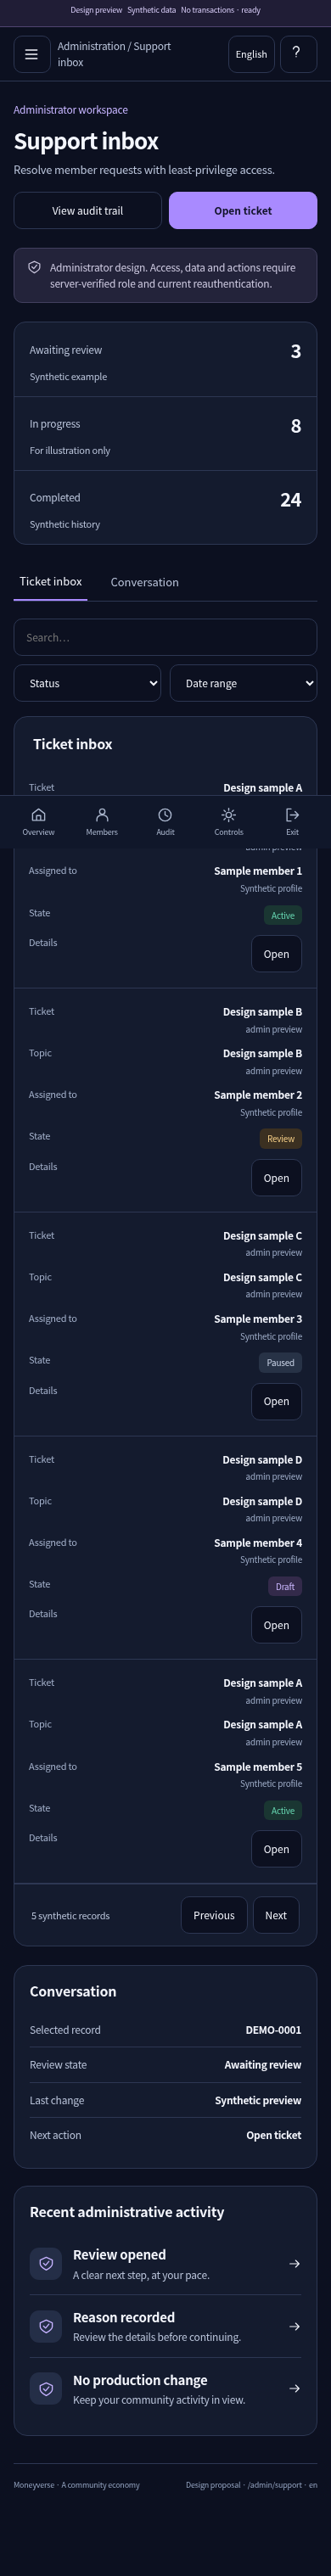 Design preview Synthetic data No transactions · ready
Administration / Support inbox
English
?
Administrator workspace
Support inbox
Resolve member requests with least-privilege access.
View audit trail
Open ticket
Administrator design. Access, data and actions require
server-verified role and current reauthentication.
Awaiting review
3
Synthetic example
In progress
8
For illustration only
Completed
24
Synthetic history
Ticket inbox
Conversation
Search…
Status
Date range
Ticket inbox
Ticket
Design sample A
Overview
Members
Audit
Controls
Exit
admin preview
Assigned to
Sample member 1
Synthetic profile
State
Active
Details
Open
Ticket
Design sample B
admin preview
Topic
Design sample B
admin preview
Assigned to
Sample member 2
Synthetic profile
State
Review
Details
Open
Ticket
Design sample C
admin preview
Topic
Design sample C
admin preview
Assigned to
Sample member 3
Synthetic profile
State
Paused
Details
Open
Ticket
Design sample D
admin preview
Topic
Design sample D
admin preview
Assigned to
Sample member 4
Synthetic profile
State
Draft
Details
Open
Ticket
Design sample A
admin preview
Topic
Design sample A
admin preview
Assigned to
Sample member 5
Synthetic profile
State
Active
Details
Open
5 synthetic records
Previous
Next
Conversation
Selected record
DEMO-0001
Review state
Awaiting review
Last change
Synthetic preview
Next action
Open ticket
Recent administrative activity
Review opened
A clear next step, at your pace.
Reason recorded
Review the details before continuing.
No production change
Keep your community activity in view.
Moneyverse · A community economy
Design proposal · /admin/support · en